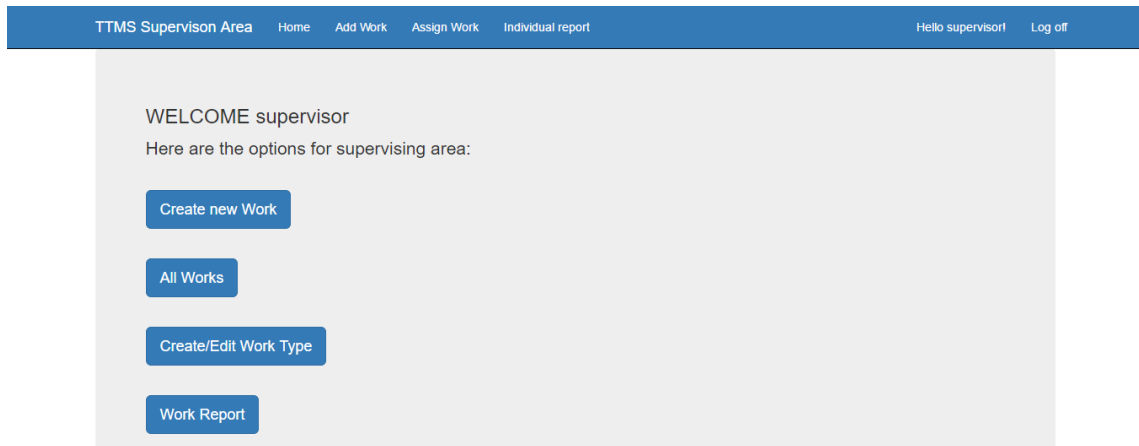 TTMS Supervison Area Home Add Work Assign Work Individual report Hello supervisor! Log off
WELCOME supervisor
Here are the options for supervising area:
Create new Work
All Works
Create/Edit Work Type
Work Report